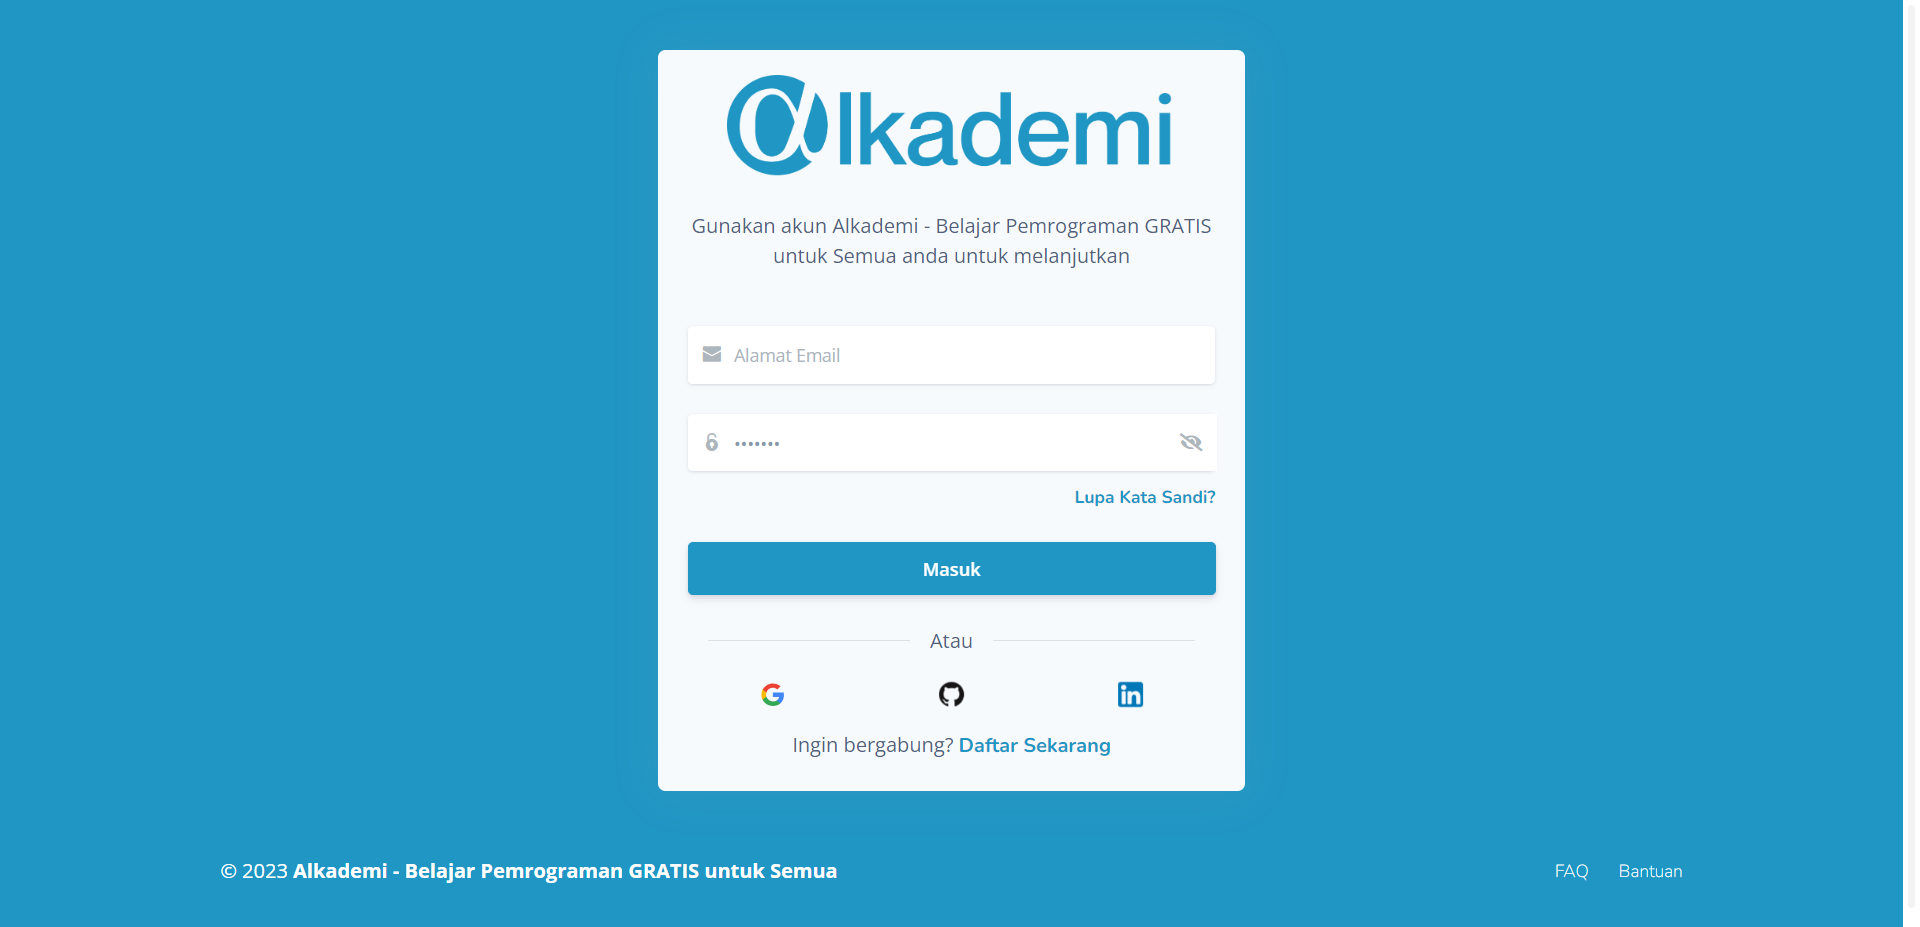 αlkademi
Gunakan akun Alkademi - Belajar Pemrograman GRATIS
untuk Semua anda untuk melanjutkan
Alamat Email
•••••••
Lupa Kata Sandi?
Masuk
Atau
Ingin bergabung? Daftar Sekarang
© 2023 Alkademi - Belajar Pemrograman GRATIS untuk Semua
FAQ Bantuan